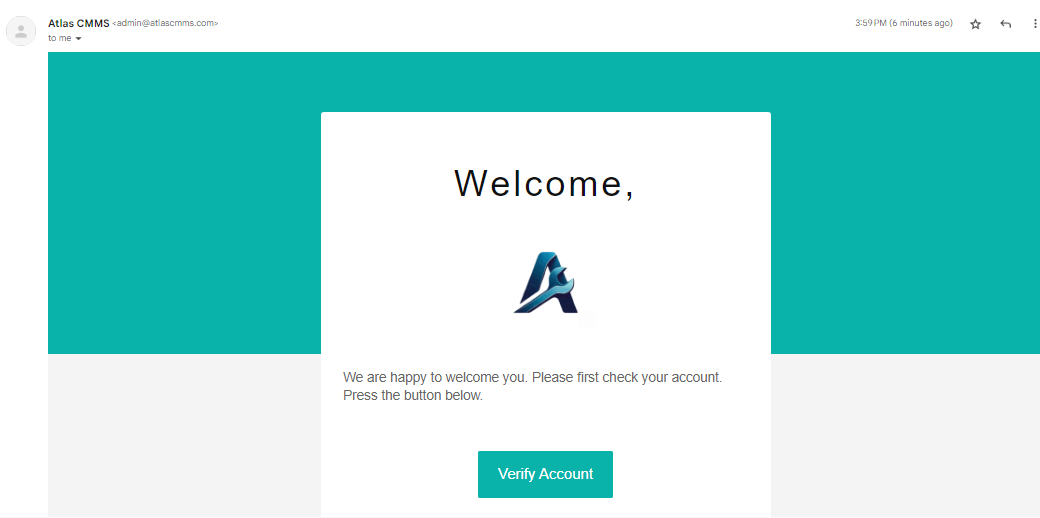 Atlas CMMS <admin@atlascmms.com>
3:59 PM (6 minutes ago)
to me
Welcome,
We are happy to welcome you. Please first check your account.
Press the button below.
Verify Account